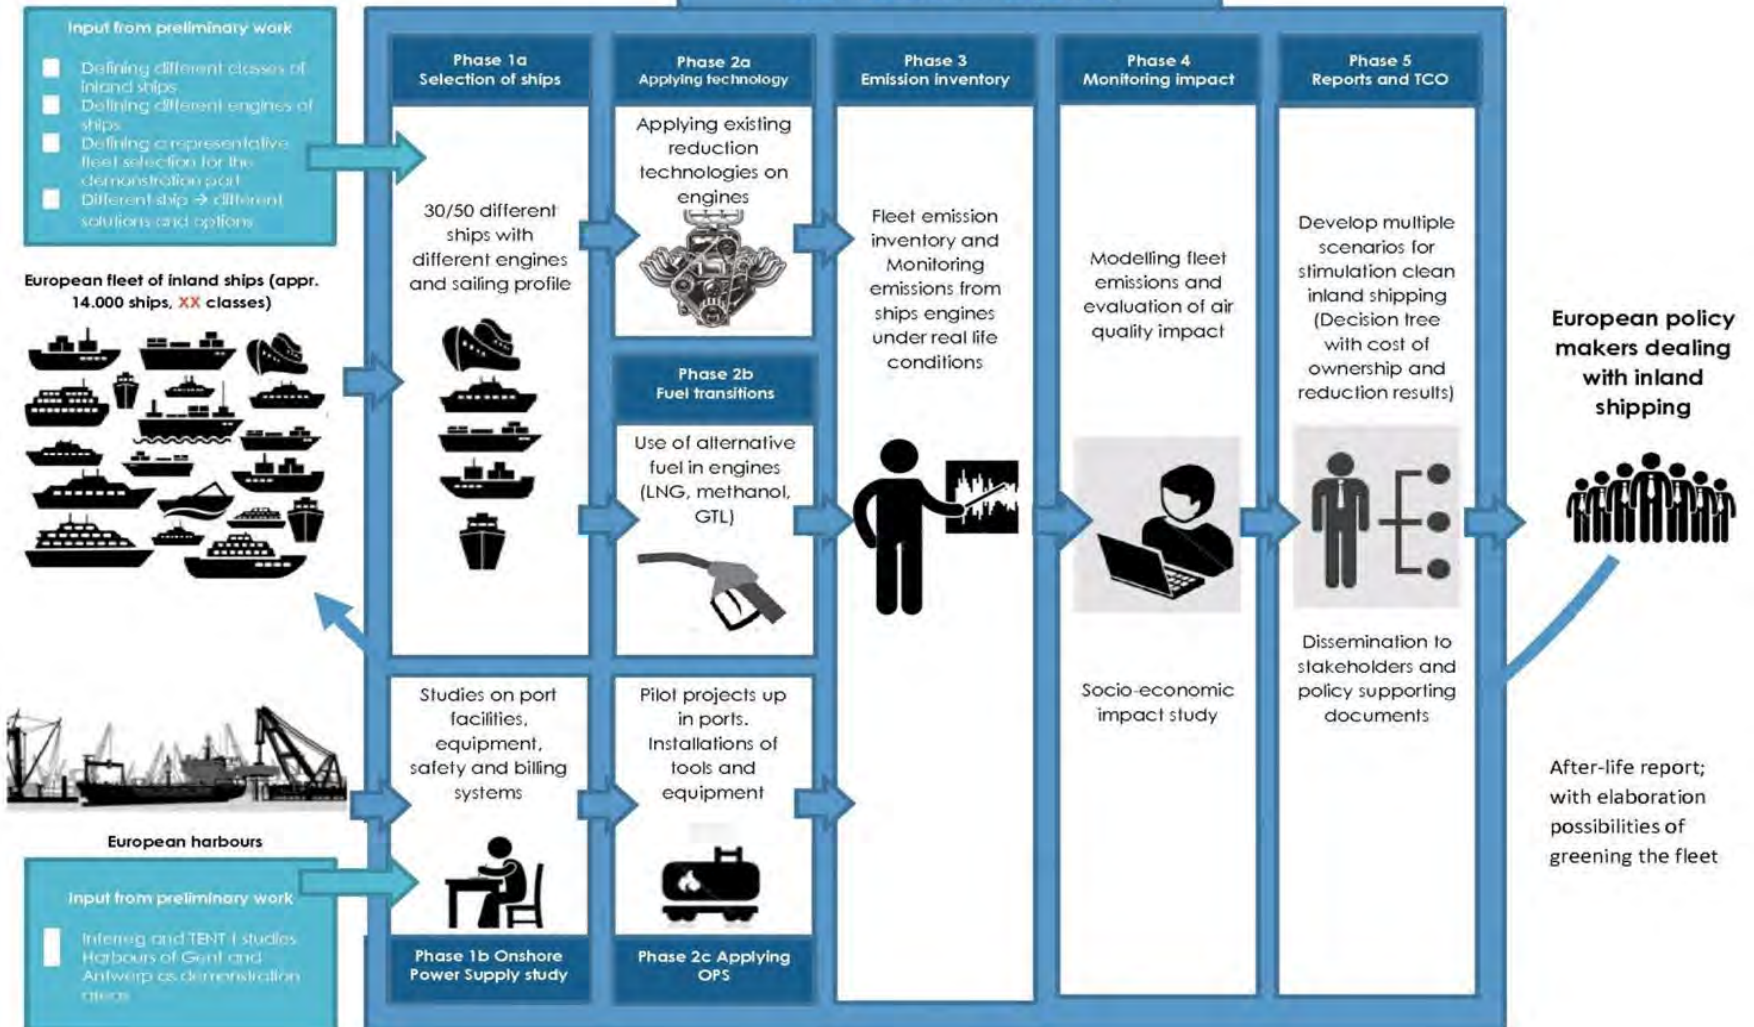 Input from preliminary work
Defining different classes of
inland ships
Defining different engines of
ships
Defining a representative
fleet selection for the
demonstration part
Different ship → different
solutions and options
European fleet of inland ships (appr.
14.000 ships, XX classes)
European harbours
Input from preliminary work
Interreg and TENT-T studies
Harbours of Gent and
Antwerp as demonstration
areas
Phase 1a
Selection of ships
30/50 different
ships with
different engines
and sailing profile
Studies on port
facilities,
equipment,
safety and billing
systems
Phase 1b Onshore
Power Supply study
Phase 2a
Applying technology
Applying existing
reduction
technologies on
engines
Phase 2b
Fuel transitions
Use of alternative
fuel in engines
(LNG, methanol,
GTL)
Pilot projects up
in ports.
Installations of
tools and
equipment
Phase 2c Applying
OPS
Phase 3
Emission inventory
Fleet emission
inventory and
Monitoring
emissions from
ships engines
under real life
conditions
Phase 4
Monitoring impact
Modelling fleet
emissions and
evaluation of air
quality impact
Socio-economic
impact study
Phase 5
Reports and TCO
Develop multiple
scenarios for
stimulation clean
inland shipping
(Decision tree
with cost of
ownership and
reduction results)
Dissemination to
stakeholders and
policy supporting
documents
European policy
makers dealing
with inland
shipping
After-life report;
with elaboration
possibilities of
greening the fleet